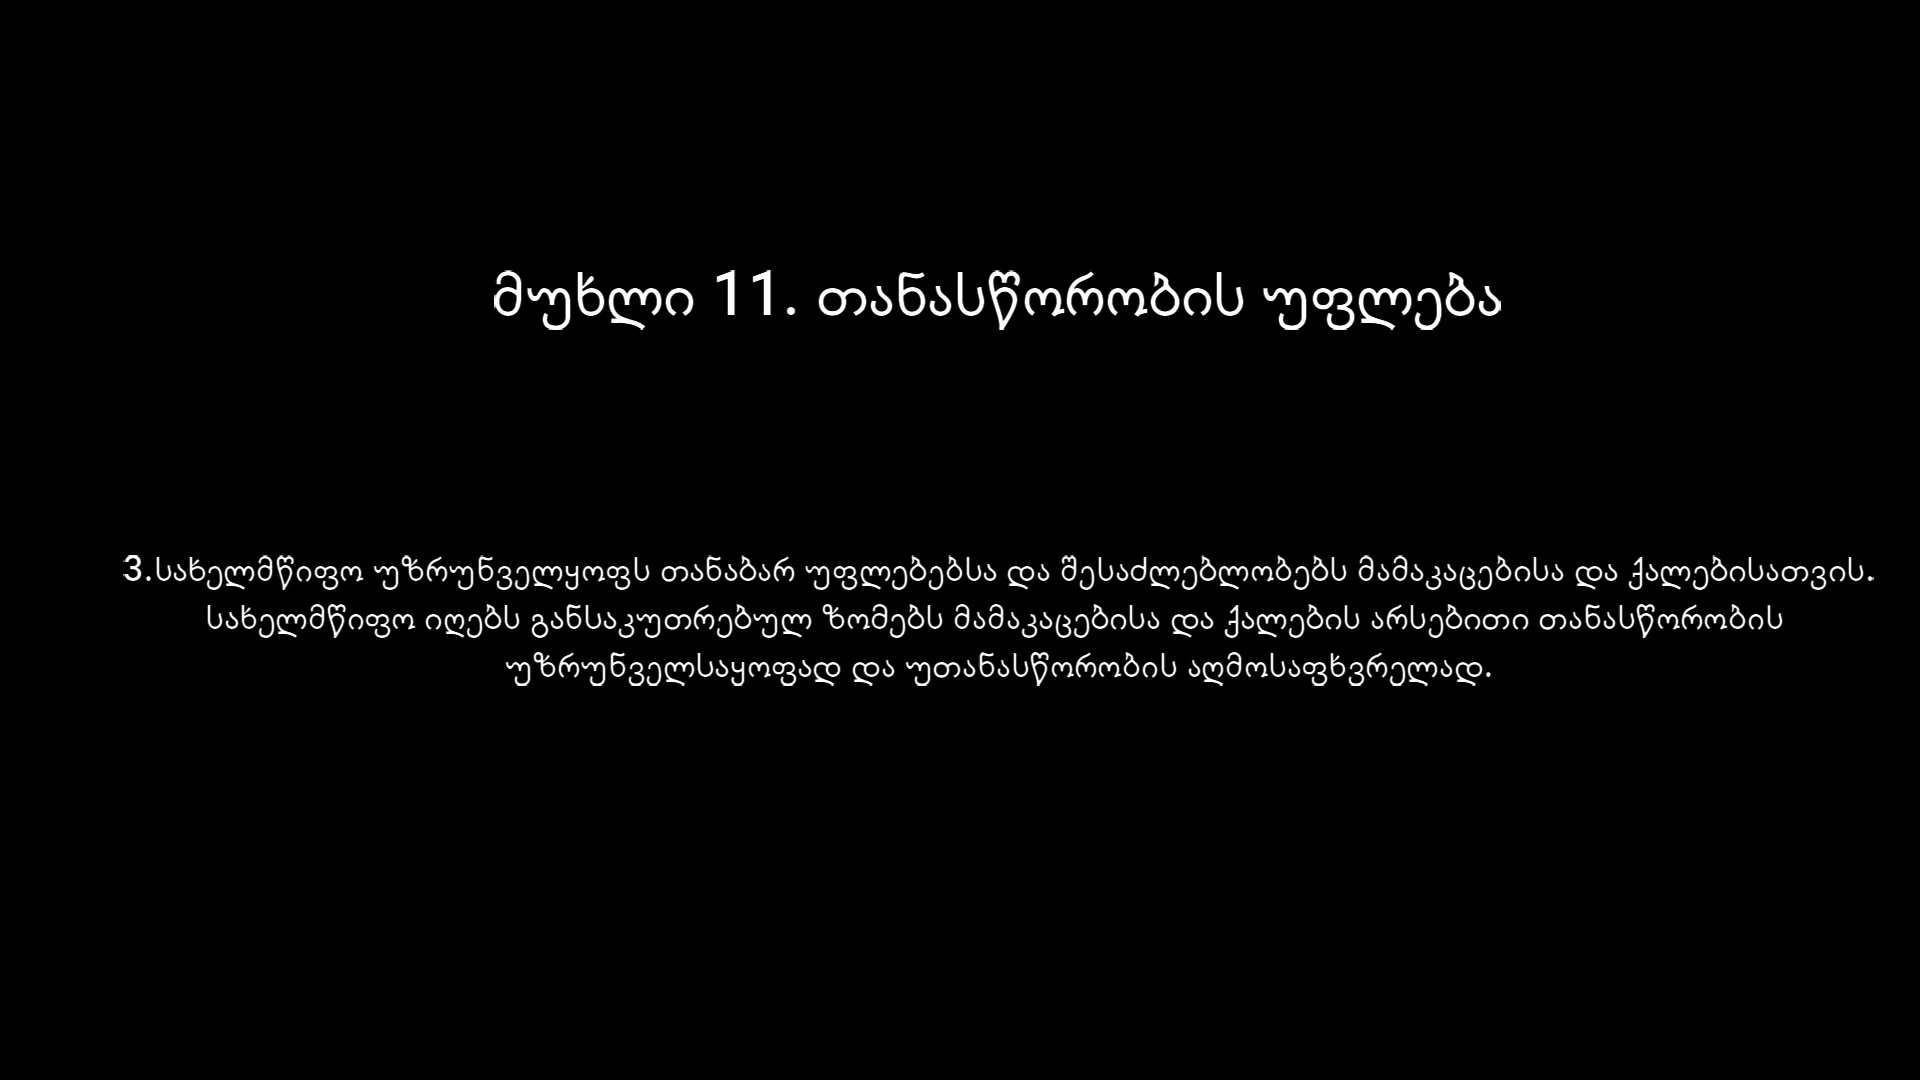 მუხლი 11. თანასწორობის უფლება
3.სახელმწიფო უზრუნველყოფს თანაბარ უფლებებსა და შესაძლებლობებს მამაკაცებისა და ქალებისათვის.
სახელმწიფო იღებს განსაკუთრებულ ზომებს მამაკაცებისა და ქალების არსებითი თანასწორობის
უზრუნველსაყოფად და უთანასწორობის აღმოსაფხვრელად.